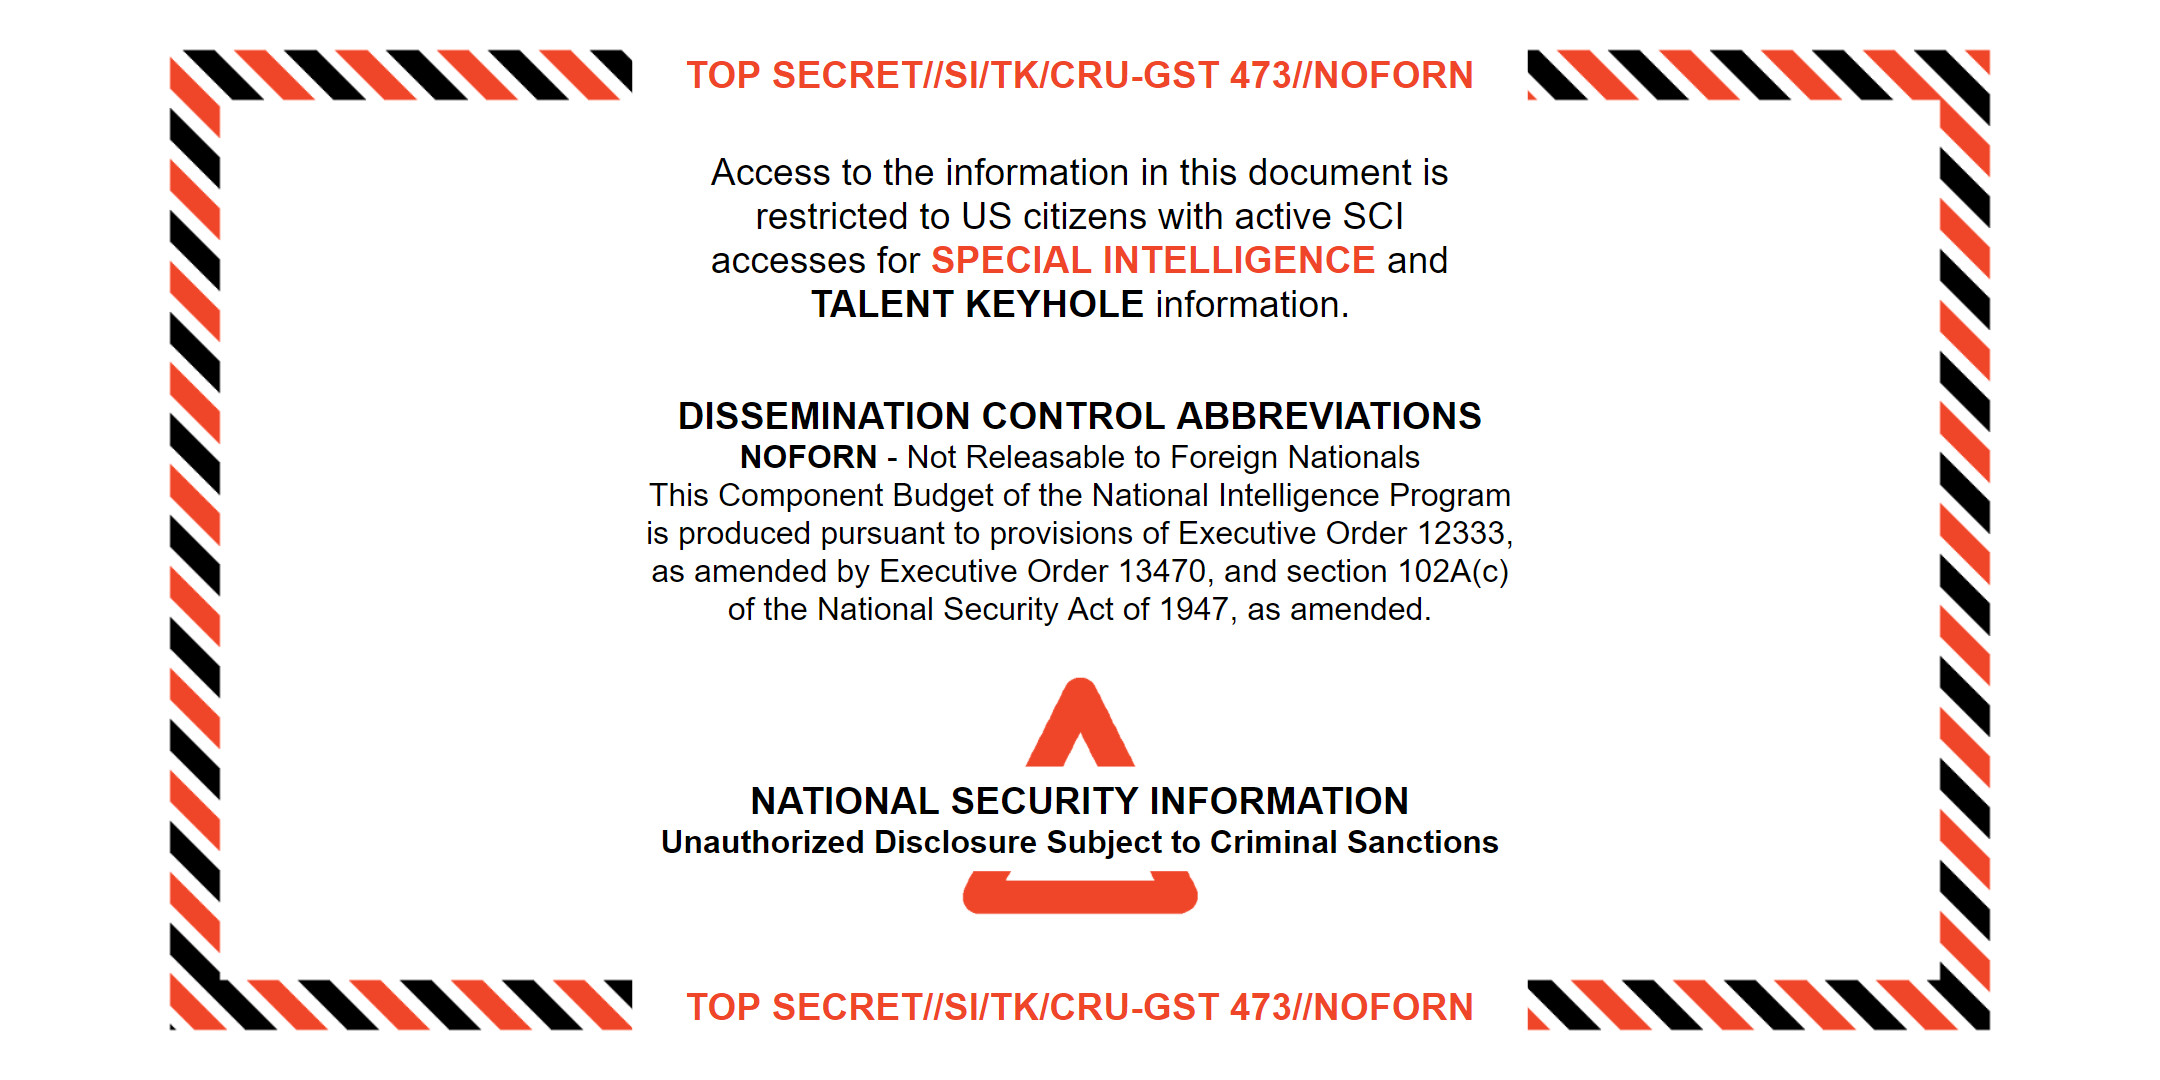 TOP SECRET//SI/TK/CRU-GST 473//NOFORN
Access to the information in this document is
restricted to US citizens with active SCI
accesses for SPECIAL INTELLIGENCE and
TALENT KEYHOLE information.
DISSEMINATION CONTROL ABBREVIATIONS
NOFORN - Not Releasable to Foreign Nationals
This Component Budget of the National Intelligence Program
is produced pursuant to provisions of Executive Order 12333,
as amended by Executive Order 13470, and section 102A(c)
of the National Security Act of 1947, as amended.
NATIONAL SECURITY INFORMATION
Unauthorized Disclosure Subject to Criminal Sanctions
TOP SECRET//SI/TK/CRU-GST 473//NOFORN